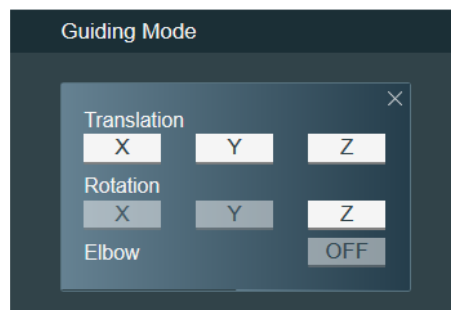 Guiding Mode
Translation
X Y Z
Rotation
X Y Z
Elbow OFF